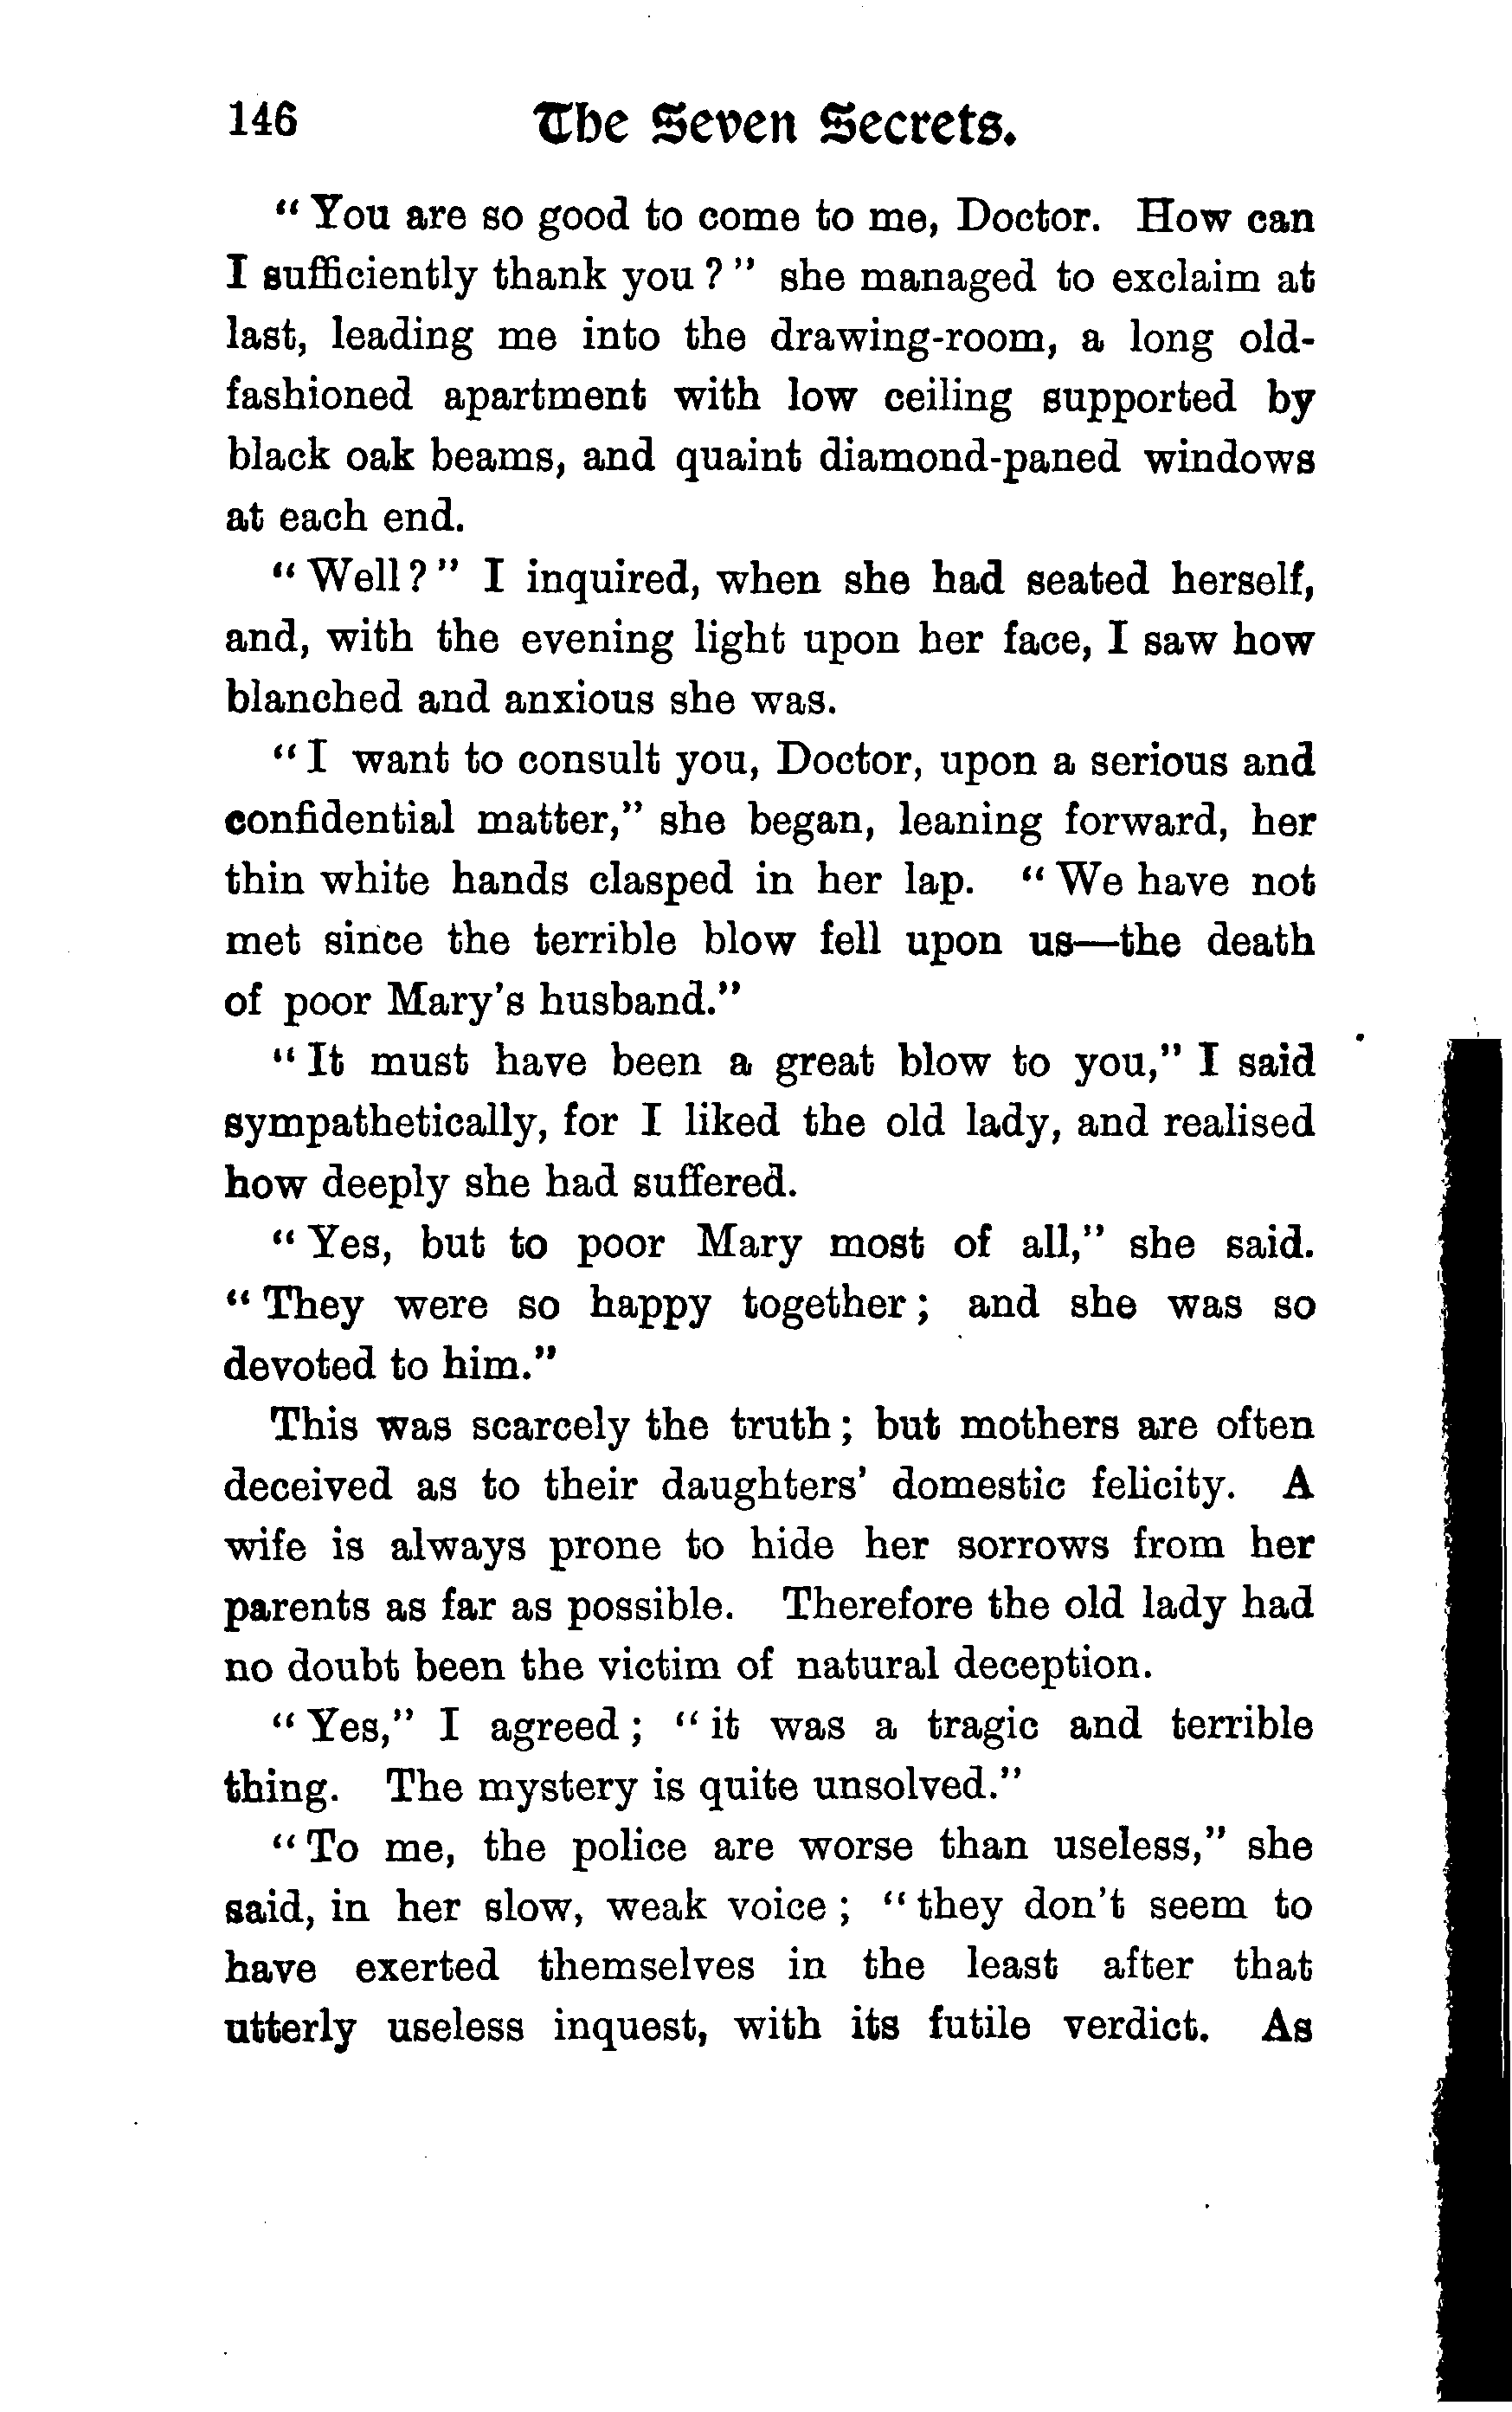 146 The Seven Secrets.
“ You are so good to come to me, Doctor. How can
I sufficiently thank you ? ” she managed to exclaim at
last, leading me into the drawing-room, a long old-
fashioned apartment with low ceiling supported by
black oak beams, and quaint diamond-paned windows
at each end.
“ Well ? ” I inquired, when she had seated herself,
and, with the evening light upon her face, I saw how
blanched and anxious she was.
“ I want to consult you, Doctor, upon a serious and
confidential matter,” she began, leaning forward, her
thin white hands clasped in her lap. “ We have not
met since the terrible blow fell upon us—the death
of poor Mary’s husband.”
“ It must have been a great blow to you,” I said
sympathetically, for I liked the old lady, and realised
how deeply she had suffered.
“ Yes, but to poor Mary most of all,” she said.
“ They were so happy together ; and she was so
devoted to him.”
This was scarcely the truth ; but mothers are often
deceived as to their daughters’ domestic felicity. A
wife is always prone to hide her sorrows from her
parents as far as possible. Therefore the old lady had
no doubt been the victim of natural deception.
“ Yes,” I agreed ; “ it was a tragic and terrible
thing. The mystery is quite unsolved.”
“ To me, the police are worse than useless,” she
said, in her slow, weak voice ; “ they don’t seem to
have exerted themselves in the least after that
utterly useless inquest, with its futile verdict. As